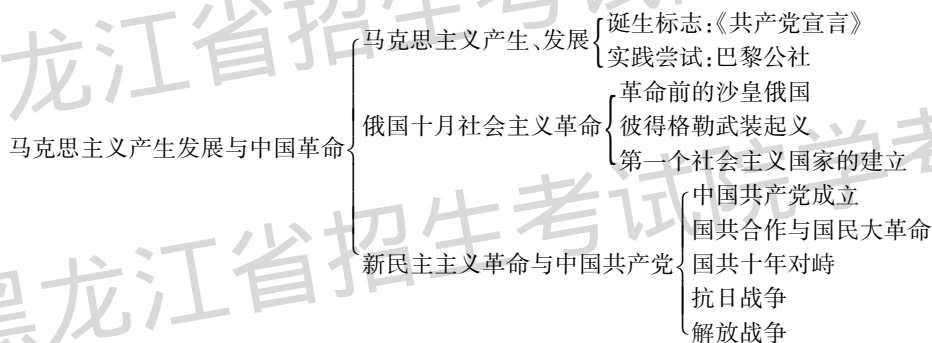 马克思主义产生发展与中国革命
马克思主义产生、发展
诞生标志:《共产党宣言》
实践尝试:巴黎公社
俄国十月社会主义革命
革命前的沙皇俄国
彼得格勒武装起义
第一个社会主义国家的建立
新民主主义革命与中国共产党
中国共产党成立
国共合作与国民大革命
国共十年对峙
抗日战争
解放战争
龙江省招生考试院
黑龙江省招生考试院学考